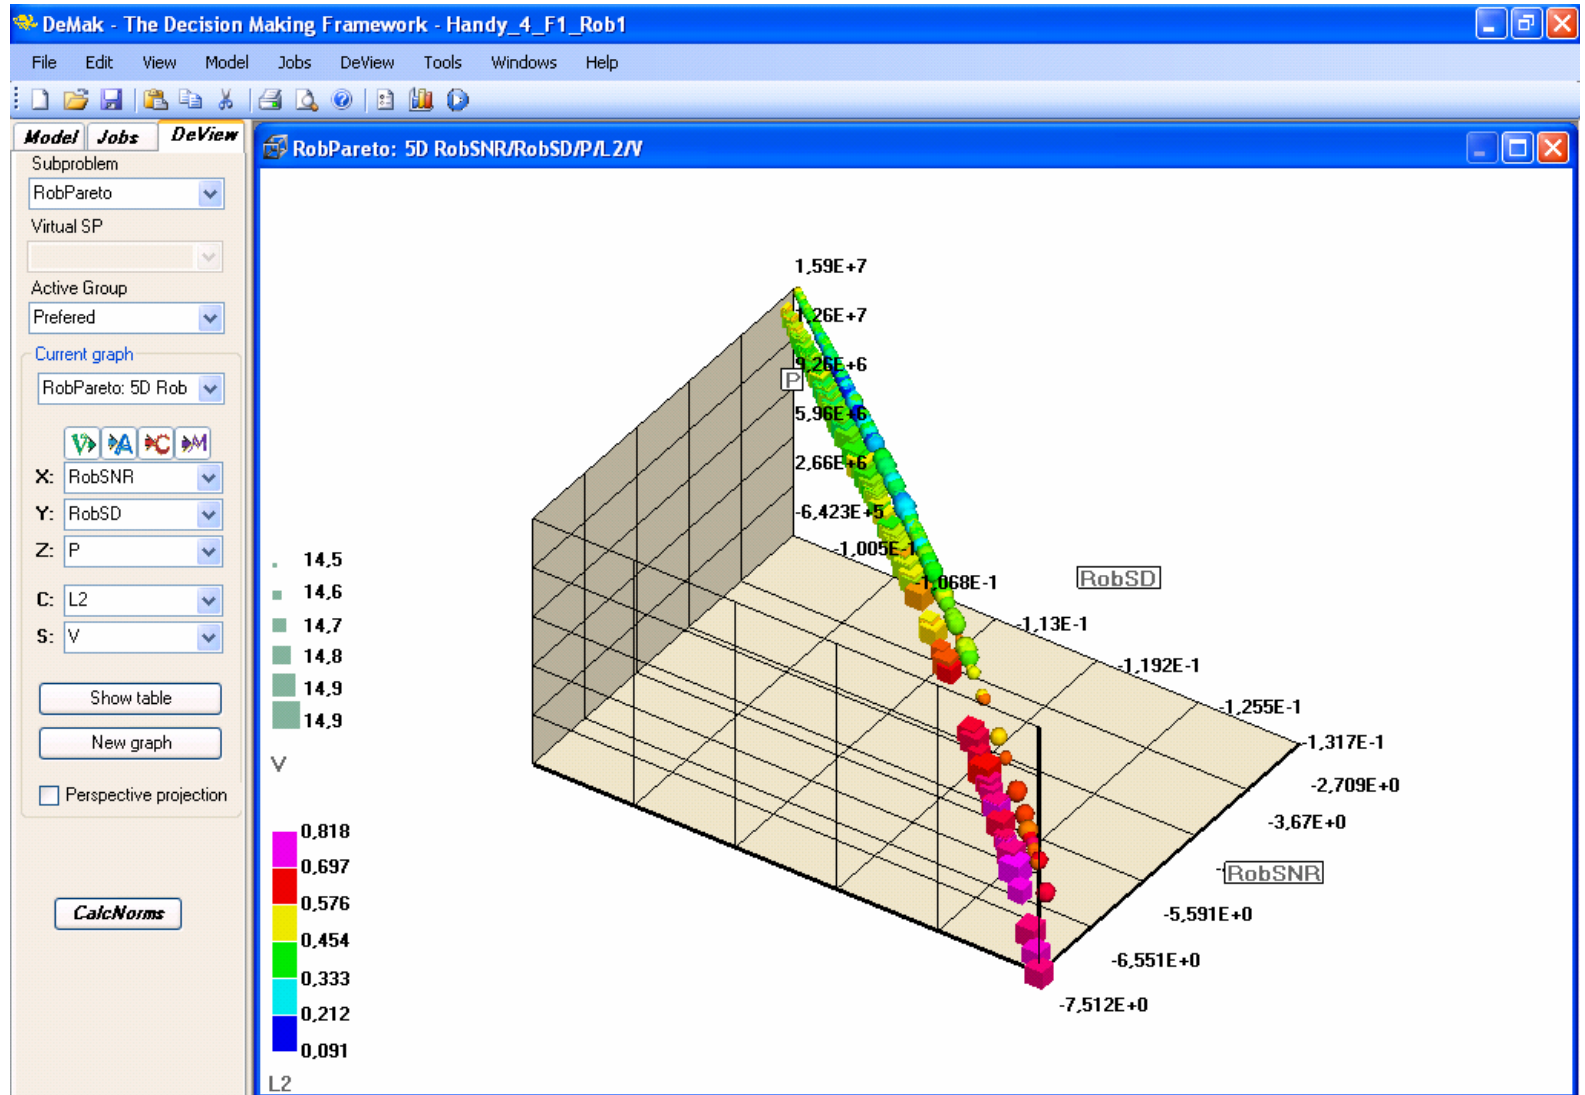 DeMak - The Decision Making Framework - Handy_4_F1_Rob1
File Edit View Model Jobs DeView Tools Windows Help
Model Jobs DeView
Subproblem
RobPareto
Virtual SP
Active Group
Prefered
Current graph
RobPareto: 5D Rob
V A C M
X: RobSNR
Y: RobSD
Z: P
C: L2
S: V
Show table
New graph
Perspective projection
CalcNorms
RobPareto: 5D RobSNR/RobSD/P/L2/V
1,59E+7
1,26E+7
9,26E+6
P
5,96E+6
2,66E+6
-6,423E+5
-1,005E-1
-1,068E-1
RobSD
-1,13E-1
-1,192E-1
-1,255E-1
-1,317E-1
-2,709E+0
-3,67E+0
RobSNR
-5,591E+0
-6,551E+0
-7,512E+0
14,5
14,6
14,7
14,8
14,9
14,9
V
0,818
0,697
0,576
0,454
0,333
0,212
0,091
L2